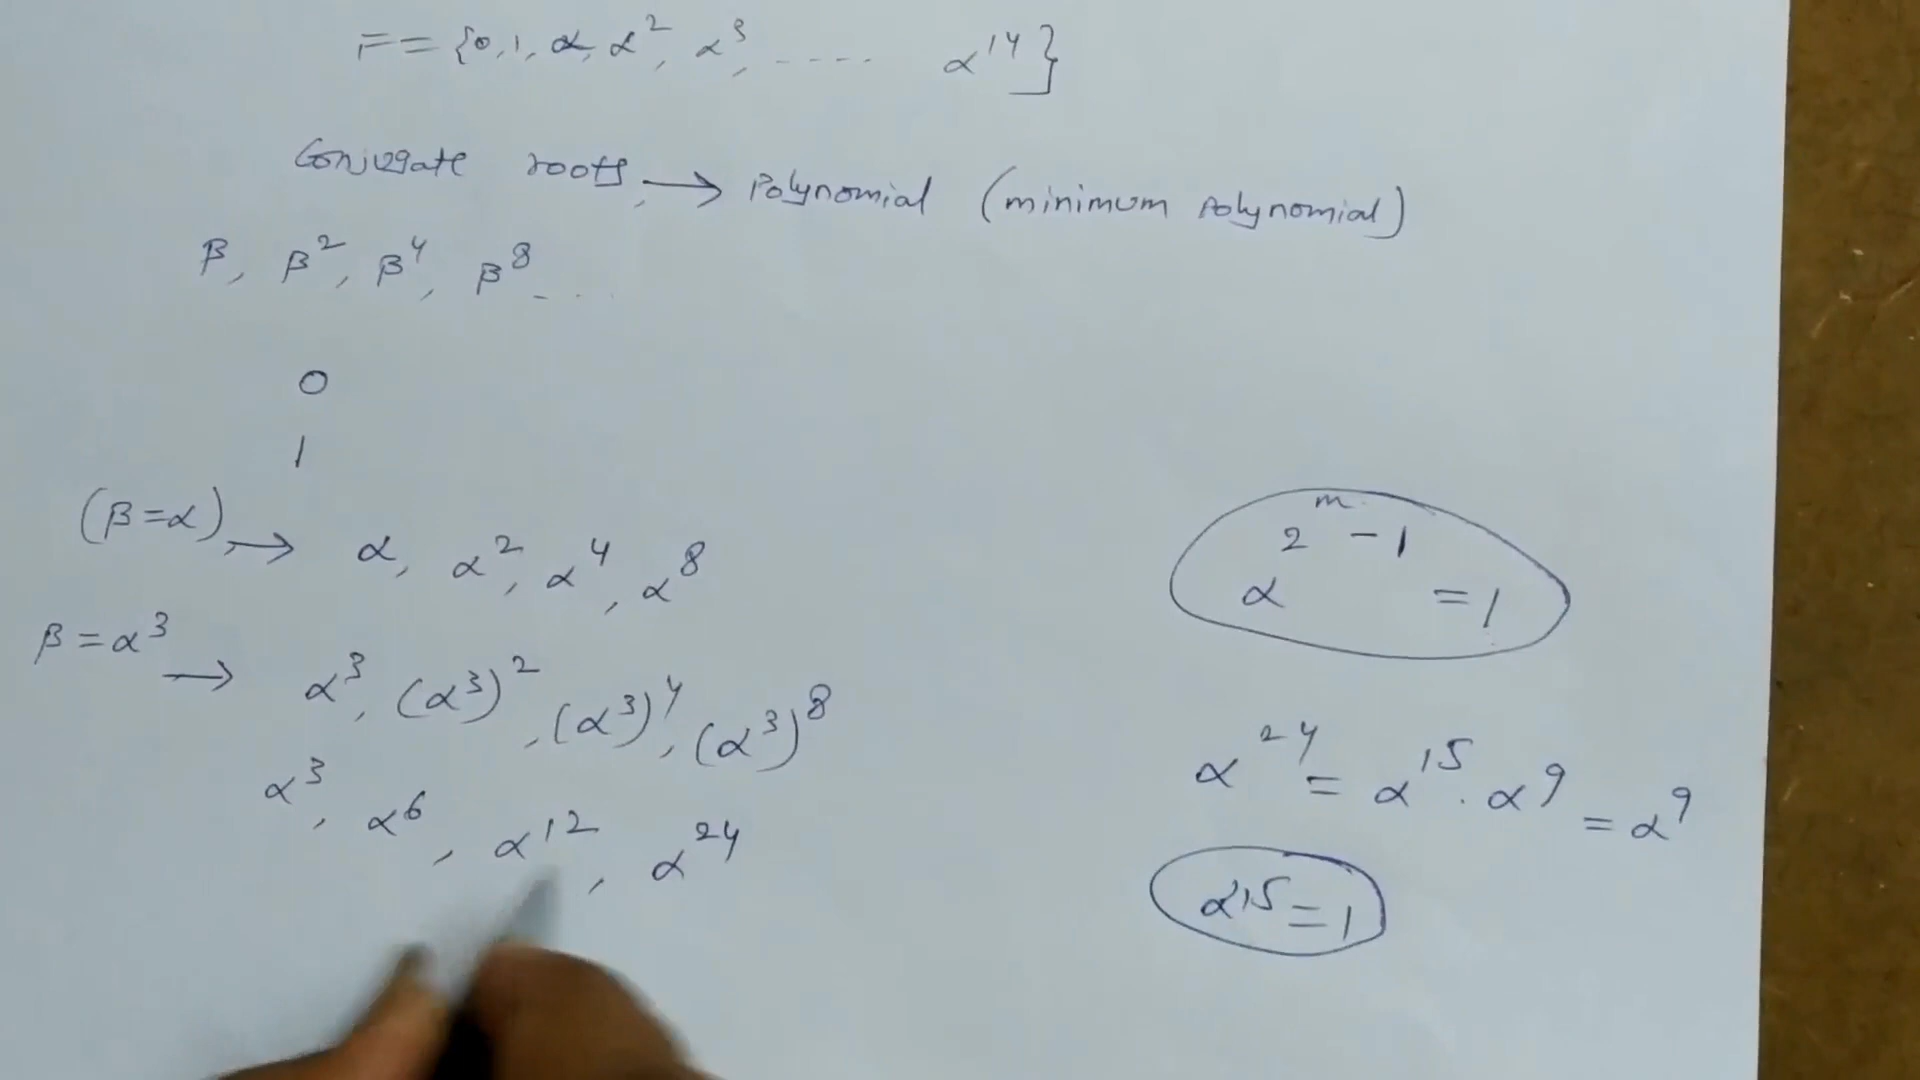 F = {0, 1, α, α², α³, ..... α¹⁴}
Conjugate roots, → Polynomial (minimum polynomial)
β, β², β⁴, β⁸ ...
0
1
(β=α) → α, α², α⁴, α⁸
β = α³ → α³, (α³)², (α³)⁴, (α³)⁸
α³, α⁶, α¹², α²⁴
α^(2^m - 1) = 1
α²⁴ = α¹⁵ . α⁹ = α⁹
α¹⁵ = 1